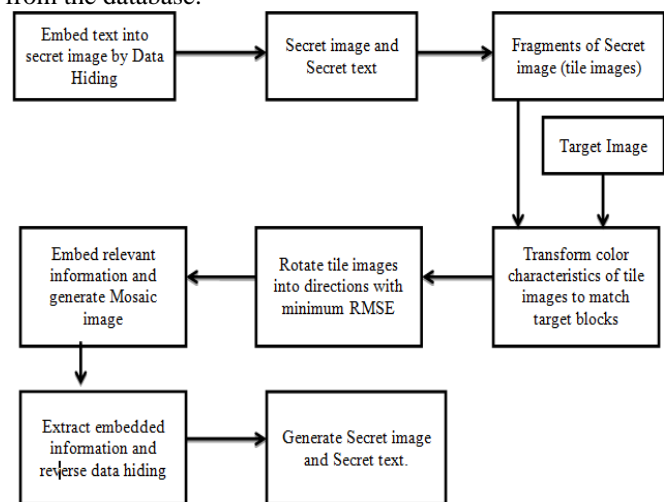 from the database.
Embed text into
secret image by Data
Hiding
Secret image and
Secret text
Fragments of Secret
image (tile images)
Target Image
Transform color
characteristics of tile
images to match
target blocks
Rotate tile images
into directions with
minimum RMSE
Embed relevant
information and
generate Mosaic
image
Extract embedded
information and
reverse data hiding
Generate Secret image
and Secret text.